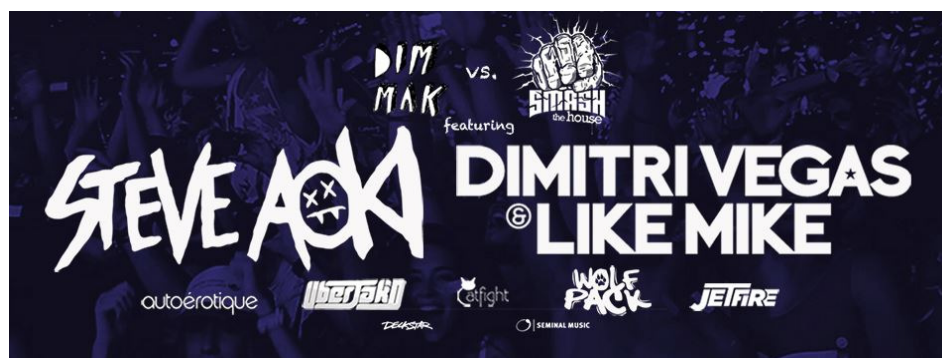 DIM MAK
vs.
SMASH
the house
featuring
STEVE AOKI
DIMITRI VEGAS
& LIKE MIKE
autoérotique
UBERJAKD
Catfight
WOLF
PACK
JETFIRE
DECKSTAR
SEMINAL MUSIC